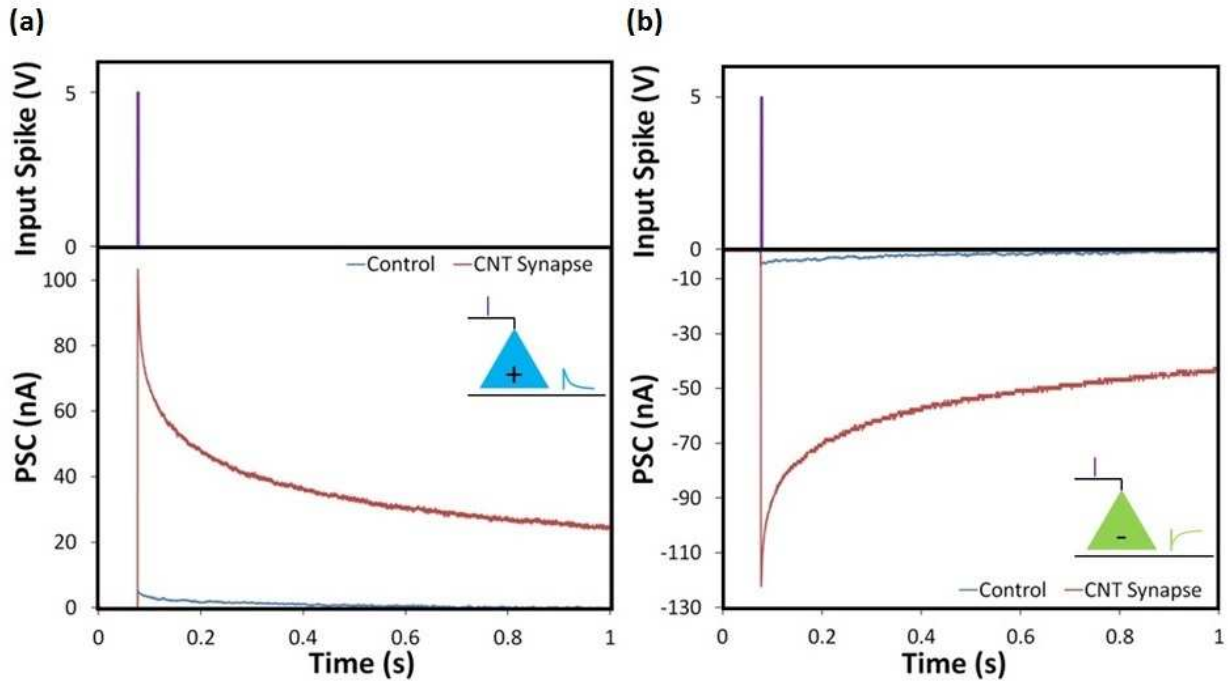 (a)
Input Spike (V)
5
0
Control
CNT Synapse
PSC (nA)
100
80
60
40
20
0
+
0
0.2
0.4
0.6
0.8
1
Time (s)
(b)
Input Spike (V)
5
0
PSC (nA)
-10
-30
-50
-70
-90
-110
-130
-
Control
CNT Synapse
0
0.2
0.4
0.6
0.8
1
Time (s)